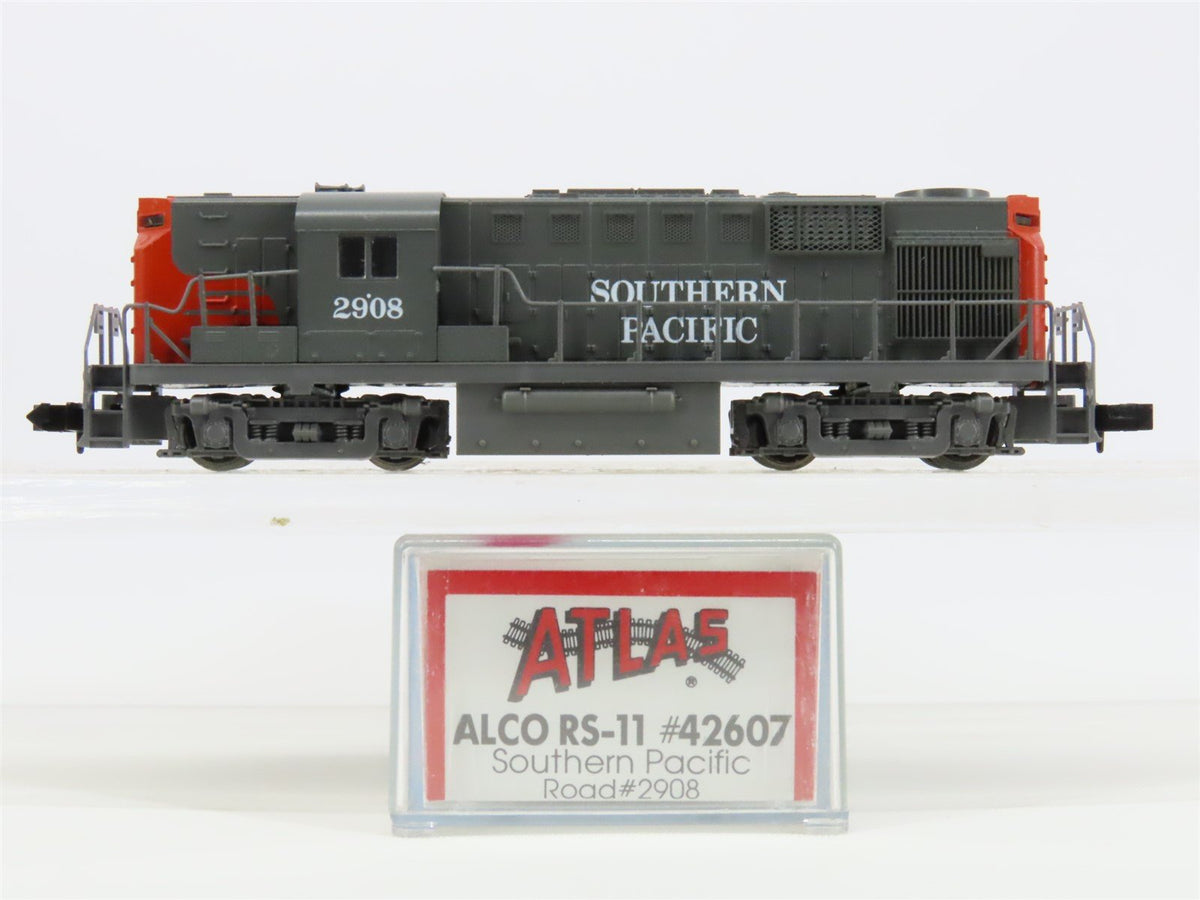 2908
SOUTHERN
PACIFIC
ATLAS®
ALCO RS-11 #42607
Southern Pacific
Road#2908